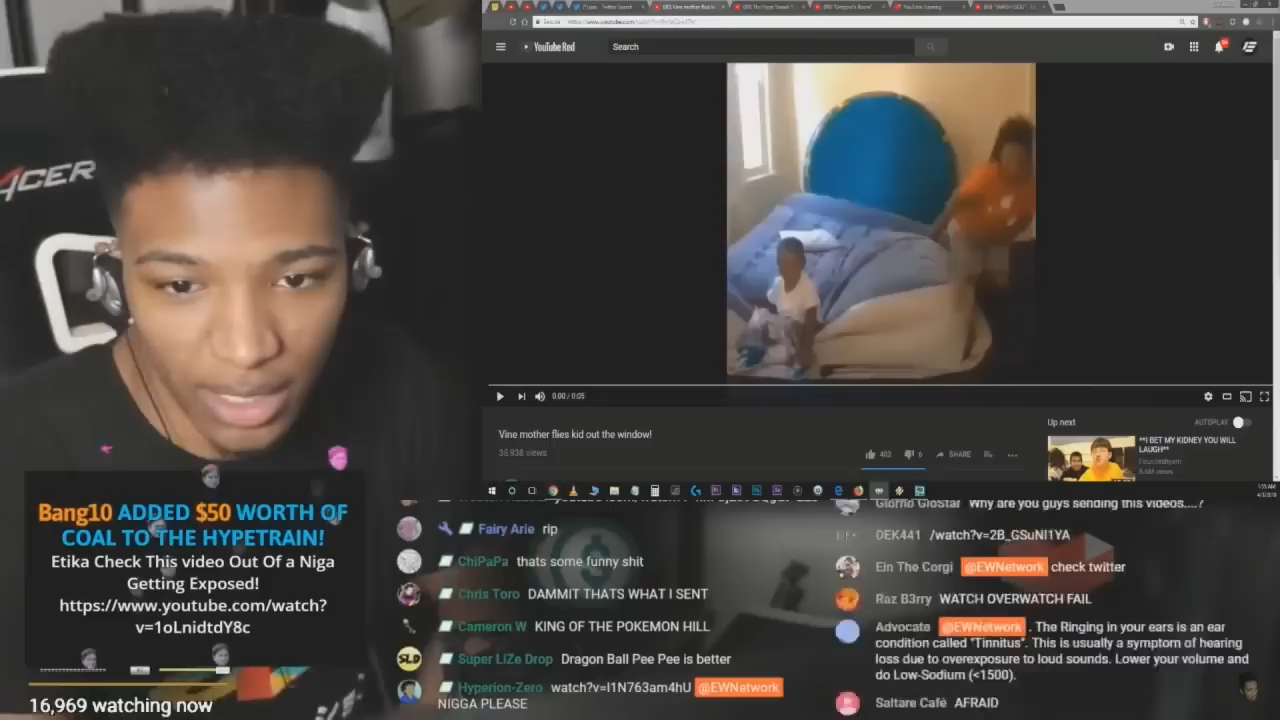 ACER
YouTube Red
Search
0:00 / 0:05
Vine mother flies kid out the window!
35,938 views
402
6
SHARE
Up next
AUTOPLAY
**I BET MY KIDNEY YOU WILL
LAUGH**
Bang10 ADDED $50 WORTH OF
COAL TO THE HYPETRAIN!
Etika Check This video Out Of a Niga
Getting Exposed!
https://www.youtube.com/watch?
v=1oLnidtdY8c
16,969 watching now
Fairy Arie rip
ChiPaPa thats some funny shit
Chris Toro DAMMIT THATS WHAT I SENT
Cameron W KING OF THE POKEMON HILL
SLD
Super LiZe Drop Dragon Ball Pee Pee is better
Hyperion-Zero watch?v=I1N763am4hU @EWNetwork
NIGGA PLEASE
Giorno GioStar Why are you guys sending this videos....?
DEK441 /watch?v=2B_GSuNI1YA
Ein The Corgi @EWNetwork check twitter
Raz B3rry WATCH OVERWATCH FAIL
Advocate @EWNetwork . The Ringing in your ears is an ear
condition called "Tinnitus". This is usually a symptom of hearing
loss due to overexposure to loud sounds. Lower your volume and
do Low-Sodium (<1500).
Saltare Café AFRAID